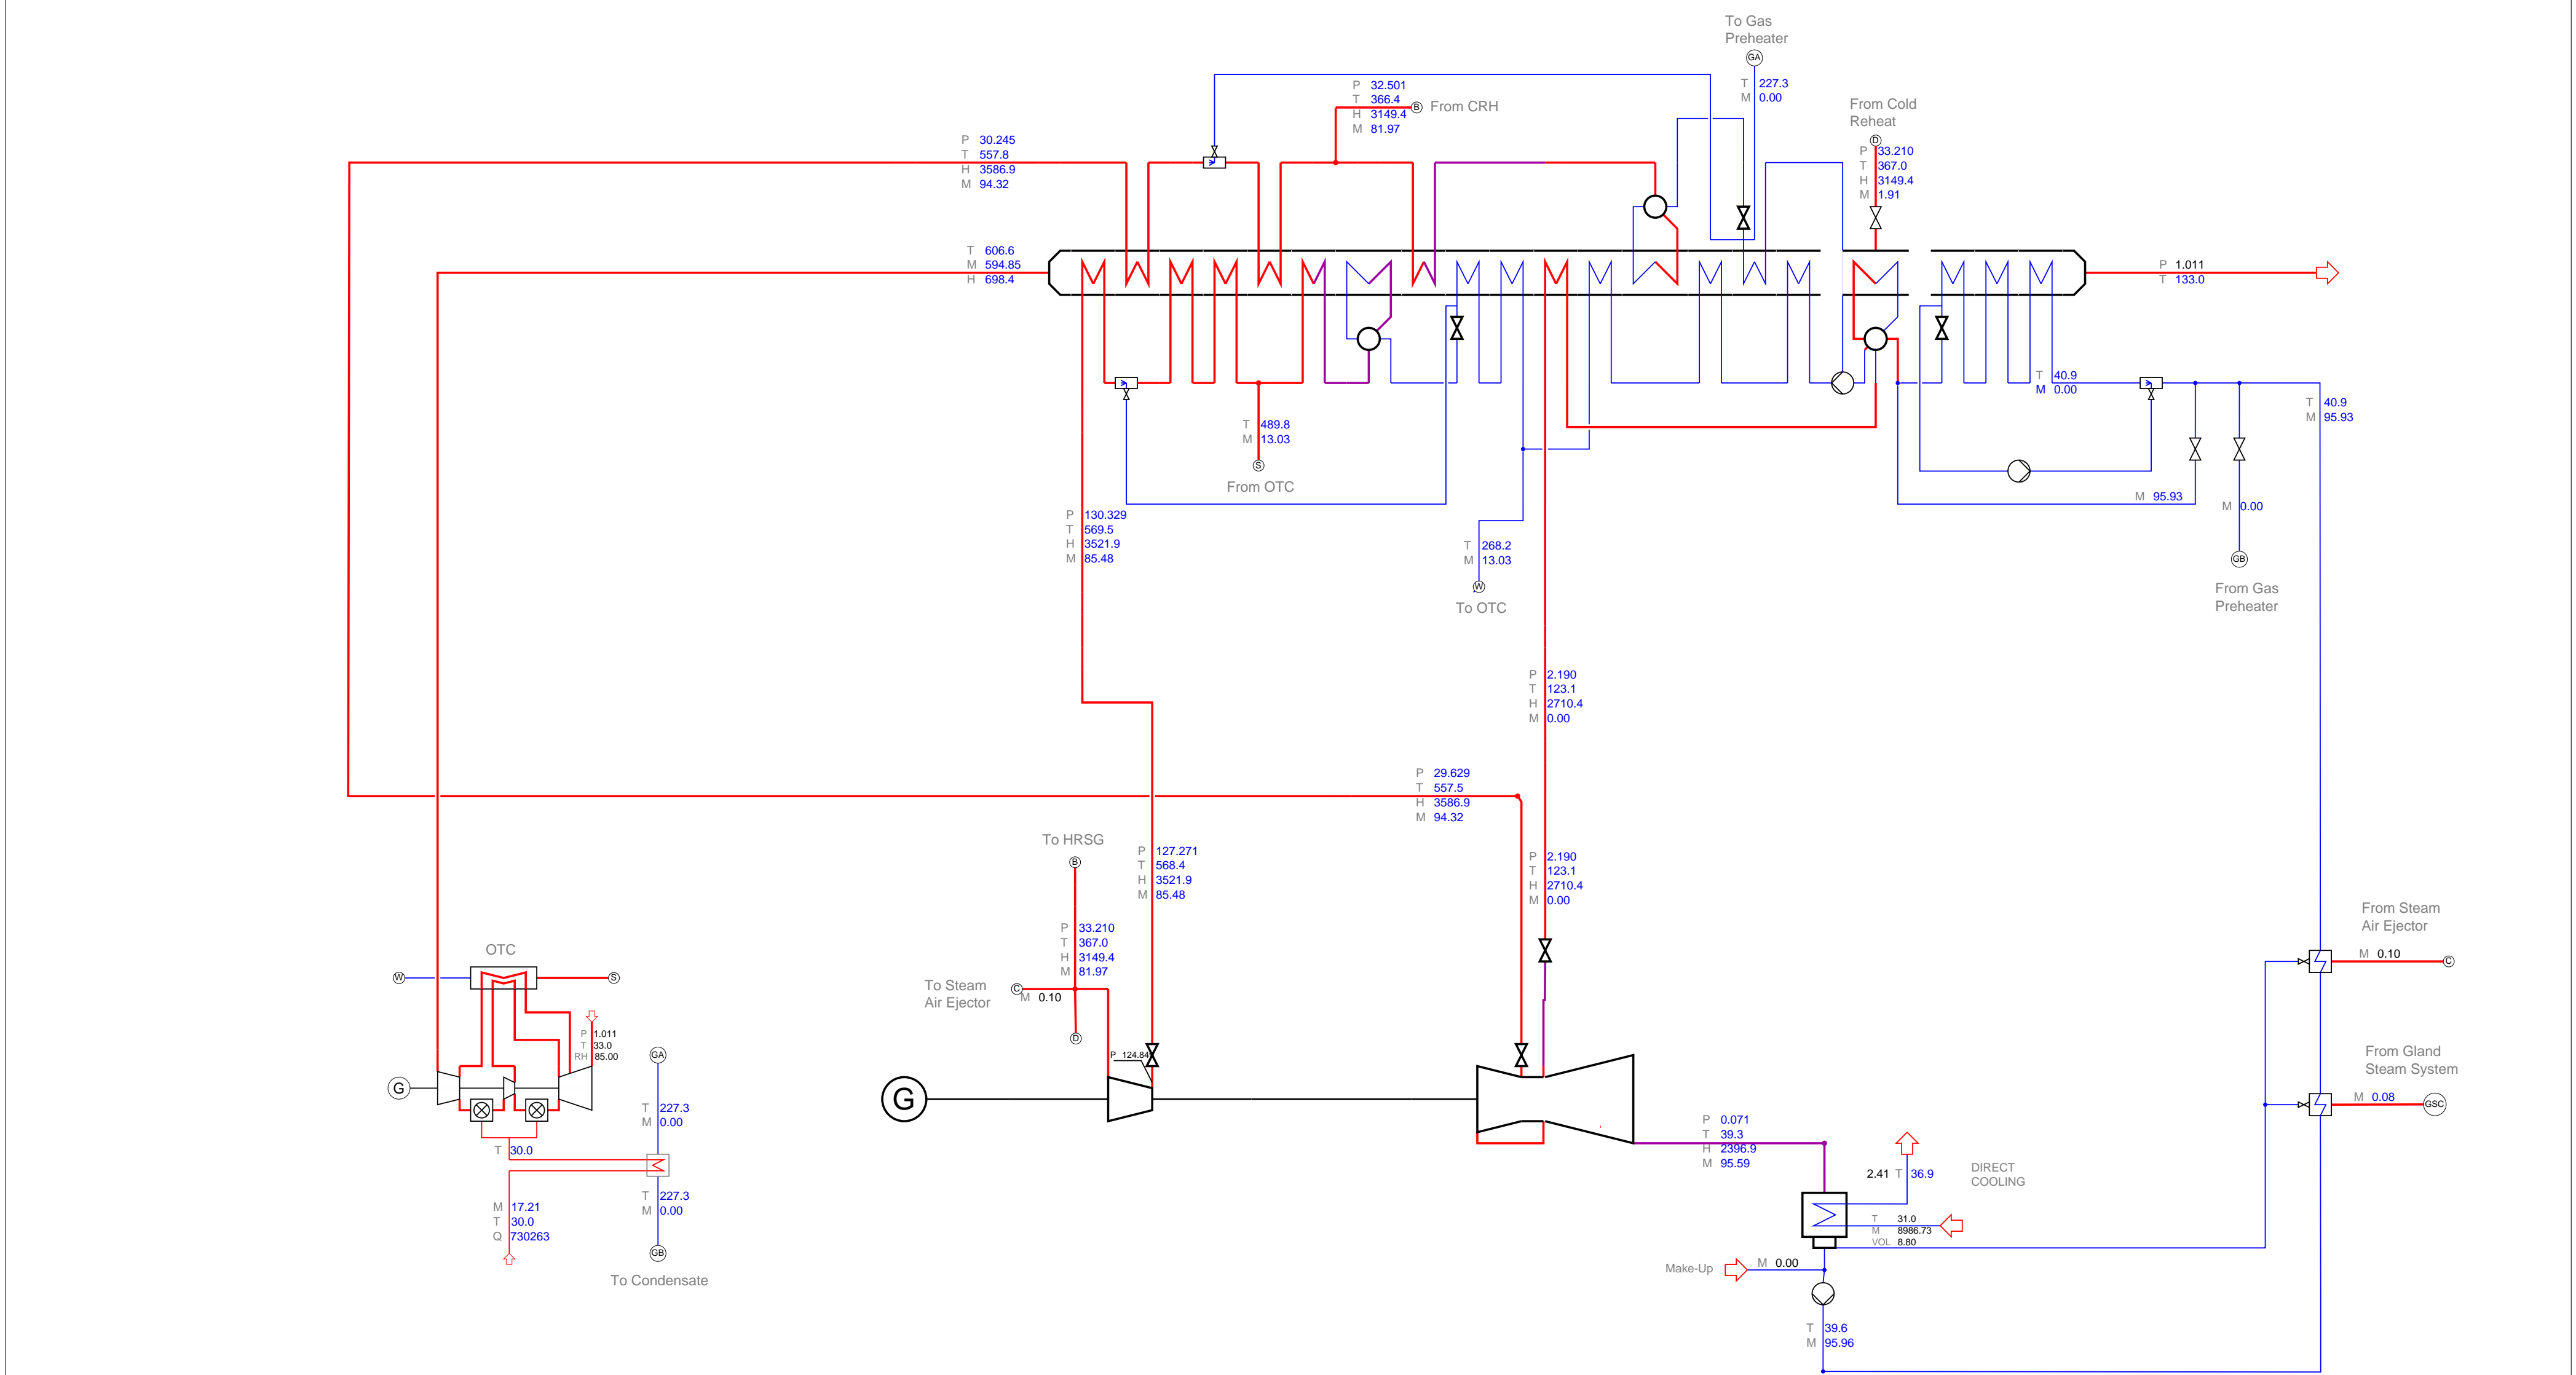 To Gas
Preheater
GA
T 227.3
M 0.00
P 32.501
T 366.4
H 3149.4
M 81.97
B From CRH
From Cold
Reheat
D
P 33.210
T 367.0
H 3149.4
M 1.91
P 30.245
T 557.8
H 3586.9
M 94.32
T 606.6
M 594.85
H 698.4
P 1.011
T 133.0
T 40.9
M 0.00
T 40.9
M 95.93
T 489.8
M 13.03
S
From OTC
M 95.93
M 0.00
GB
From Gas
Preheater
P 130.329
T 569.5
H 3521.9
M 85.48
T 268.2
M 13.03
W
To OTC
P 2.190
T 123.1
H 2710.4
M 0.00
P 29.629
T 557.5
H 3586.9
M 94.32
To HRSG
B
P 127.271
T 568.4
H 3521.9
M 85.48
P 2.190
T 123.1
H 2710.4
M 0.00
P 33.210
T 367.0
H 3149.4
M 81.97
To Steam
Air Ejector
C
M 0.10
D
P 124.84
From Steam
Air Ejector
M 0.10
C
From Gland
Steam System
M 0.08
GSC
OTC
W
S
P 1.011
T 33.0
RH 85.00
G
GA
T 227.3
M 0.00
T 30.0
T 227.3
M 0.00
M 17.21
T 30.0
Q 730263
GB
To Condensate
G
P 0.071
T 39.3
H 2396.9
M 95.59
2.41 T 36.9
DIRECT
COOLING
T 31.0
M 8986.73
VOL 8.80
Make-Up
M 0.00
T 39.6
M 95.96